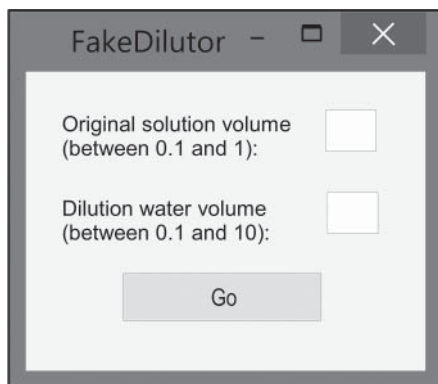 FakeDilutor
Original solution volume
(between 0.1 and 1):
Dilution water volume
(between 0.1 and 10):
Go